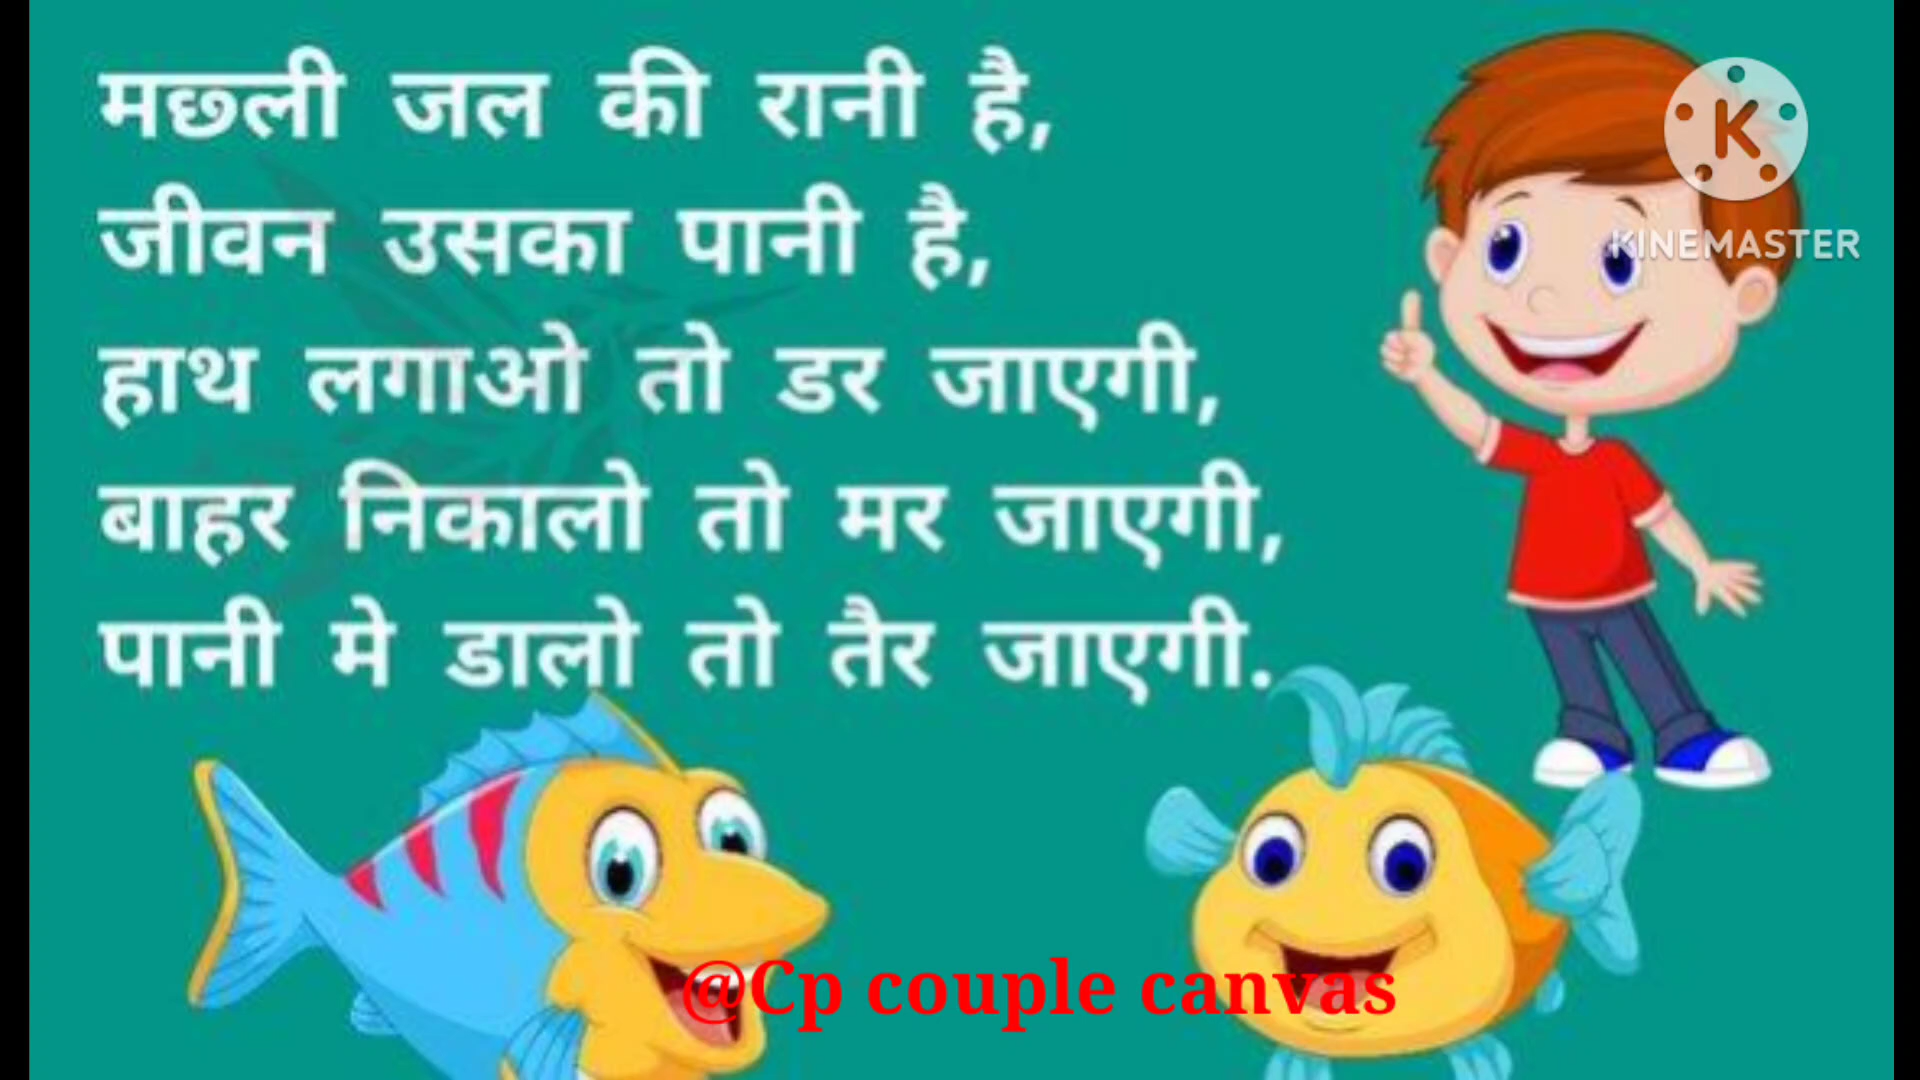 मछली जल की रानी है,
जीवन उसका पानी है,
हाथ लगाओ तो डर जाएगी,
बाहर निकालो तो मर जाएगी,
पानी मे डालो तो तैर जाएगी.
K
KINEMASTER
@Cp couple canvas